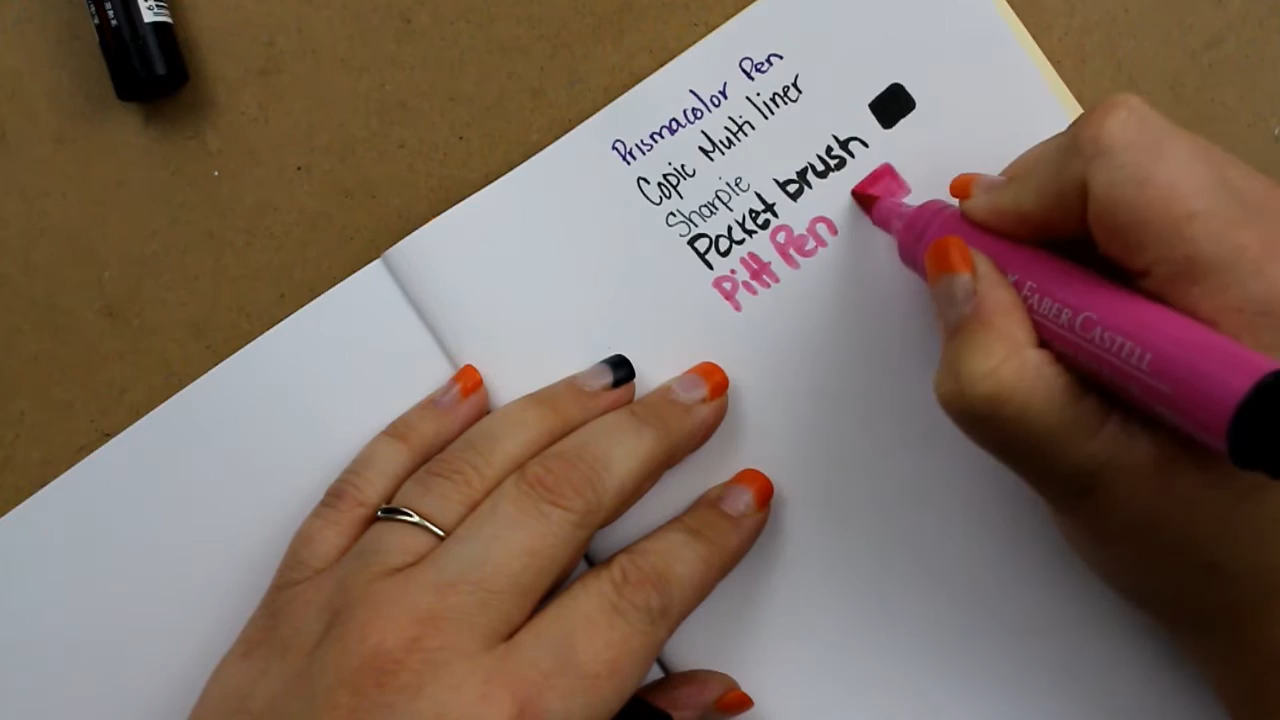 Prismacolor Pen
Copic Multi liner
Sharpie
Pocket brush
Pitt Pen
FABER-CASTELL